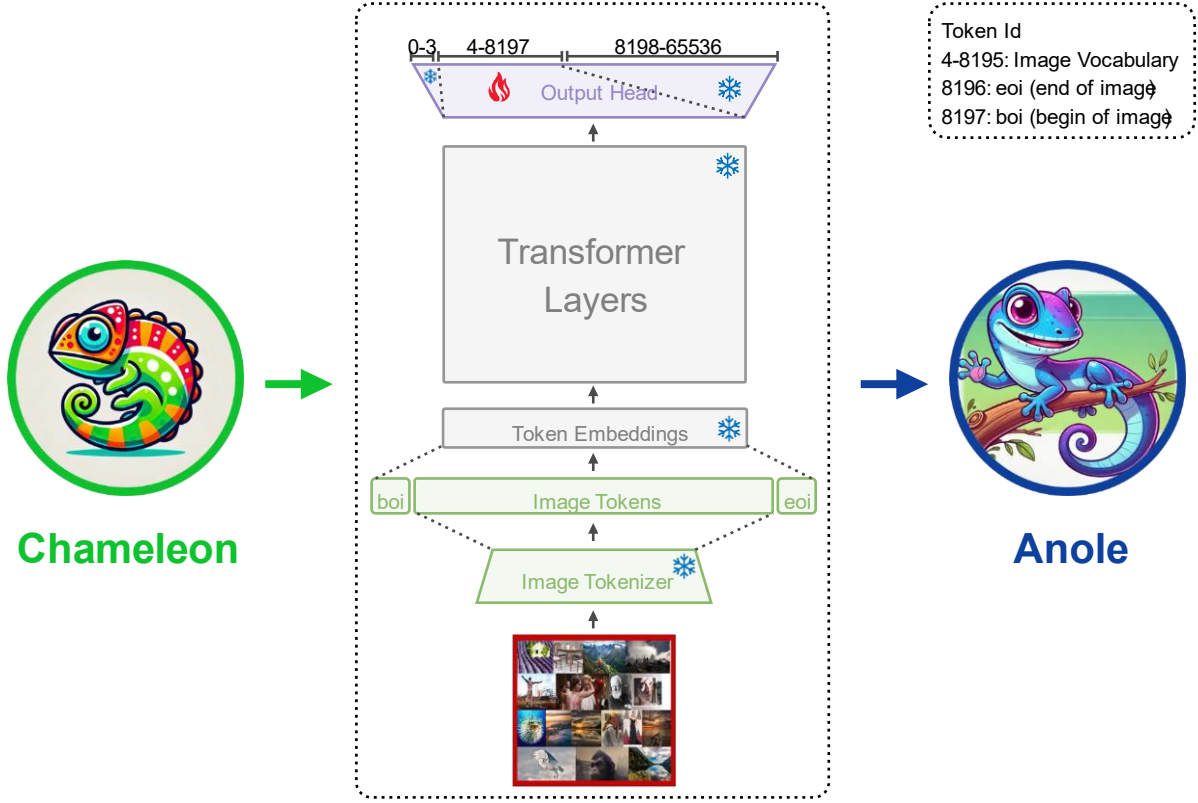 0-3 4-8197 8198-65536
Output Head
Transformer
Layers
Token Embeddings
boi Image Tokens eoi
Image Tokenizer
Chameleon
Anole
Token Id
4-8195: Image Vocabulary
8196: eoi (end of image)
8197: boi (begin of image)